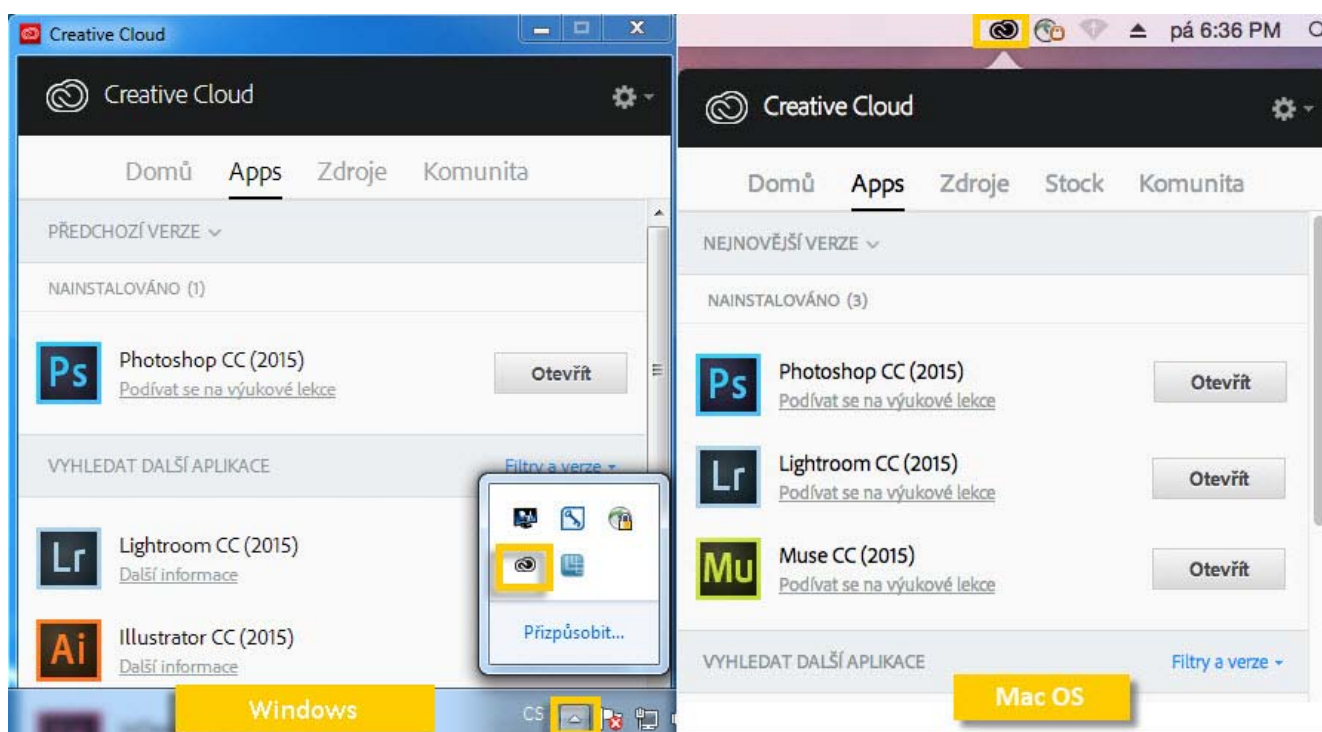 Creative Cloud
Creative Cloud
Domů Apps Zdroje Komunita
PŘEDCHOZÍ VERZE
NAINSTALOVÁNO (1)
Ps
Photoshop CC (2015)
Podívat se na výukové lekce
Otevřít
VYHLEDAT DALŠÍ APLIKACE
Filtry a verze
Lr
Lightroom CC (2015)
Další informace
Ai
Illustrator CC (2015)
Další informace
Přizpůsobit...
Windows
CS
pá 6:36 PM
Creative Cloud
Domů Apps Zdroje Stock Komunita
NEJNOVĚJŠÍ VERZE
NAINSTALOVÁNO (3)
Ps
Photoshop CC (2015)
Podívat se na výukové lekce
Otevřít
Lr
Lightroom CC (2015)
Podívat se na výukové lekce
Otevřít
Mu
Muse CC (2015)
Podívat se na výukové lekce
Otevřít
VYHLEDAT DALŠÍ APLIKACE
Filtry a verze
Mac OS